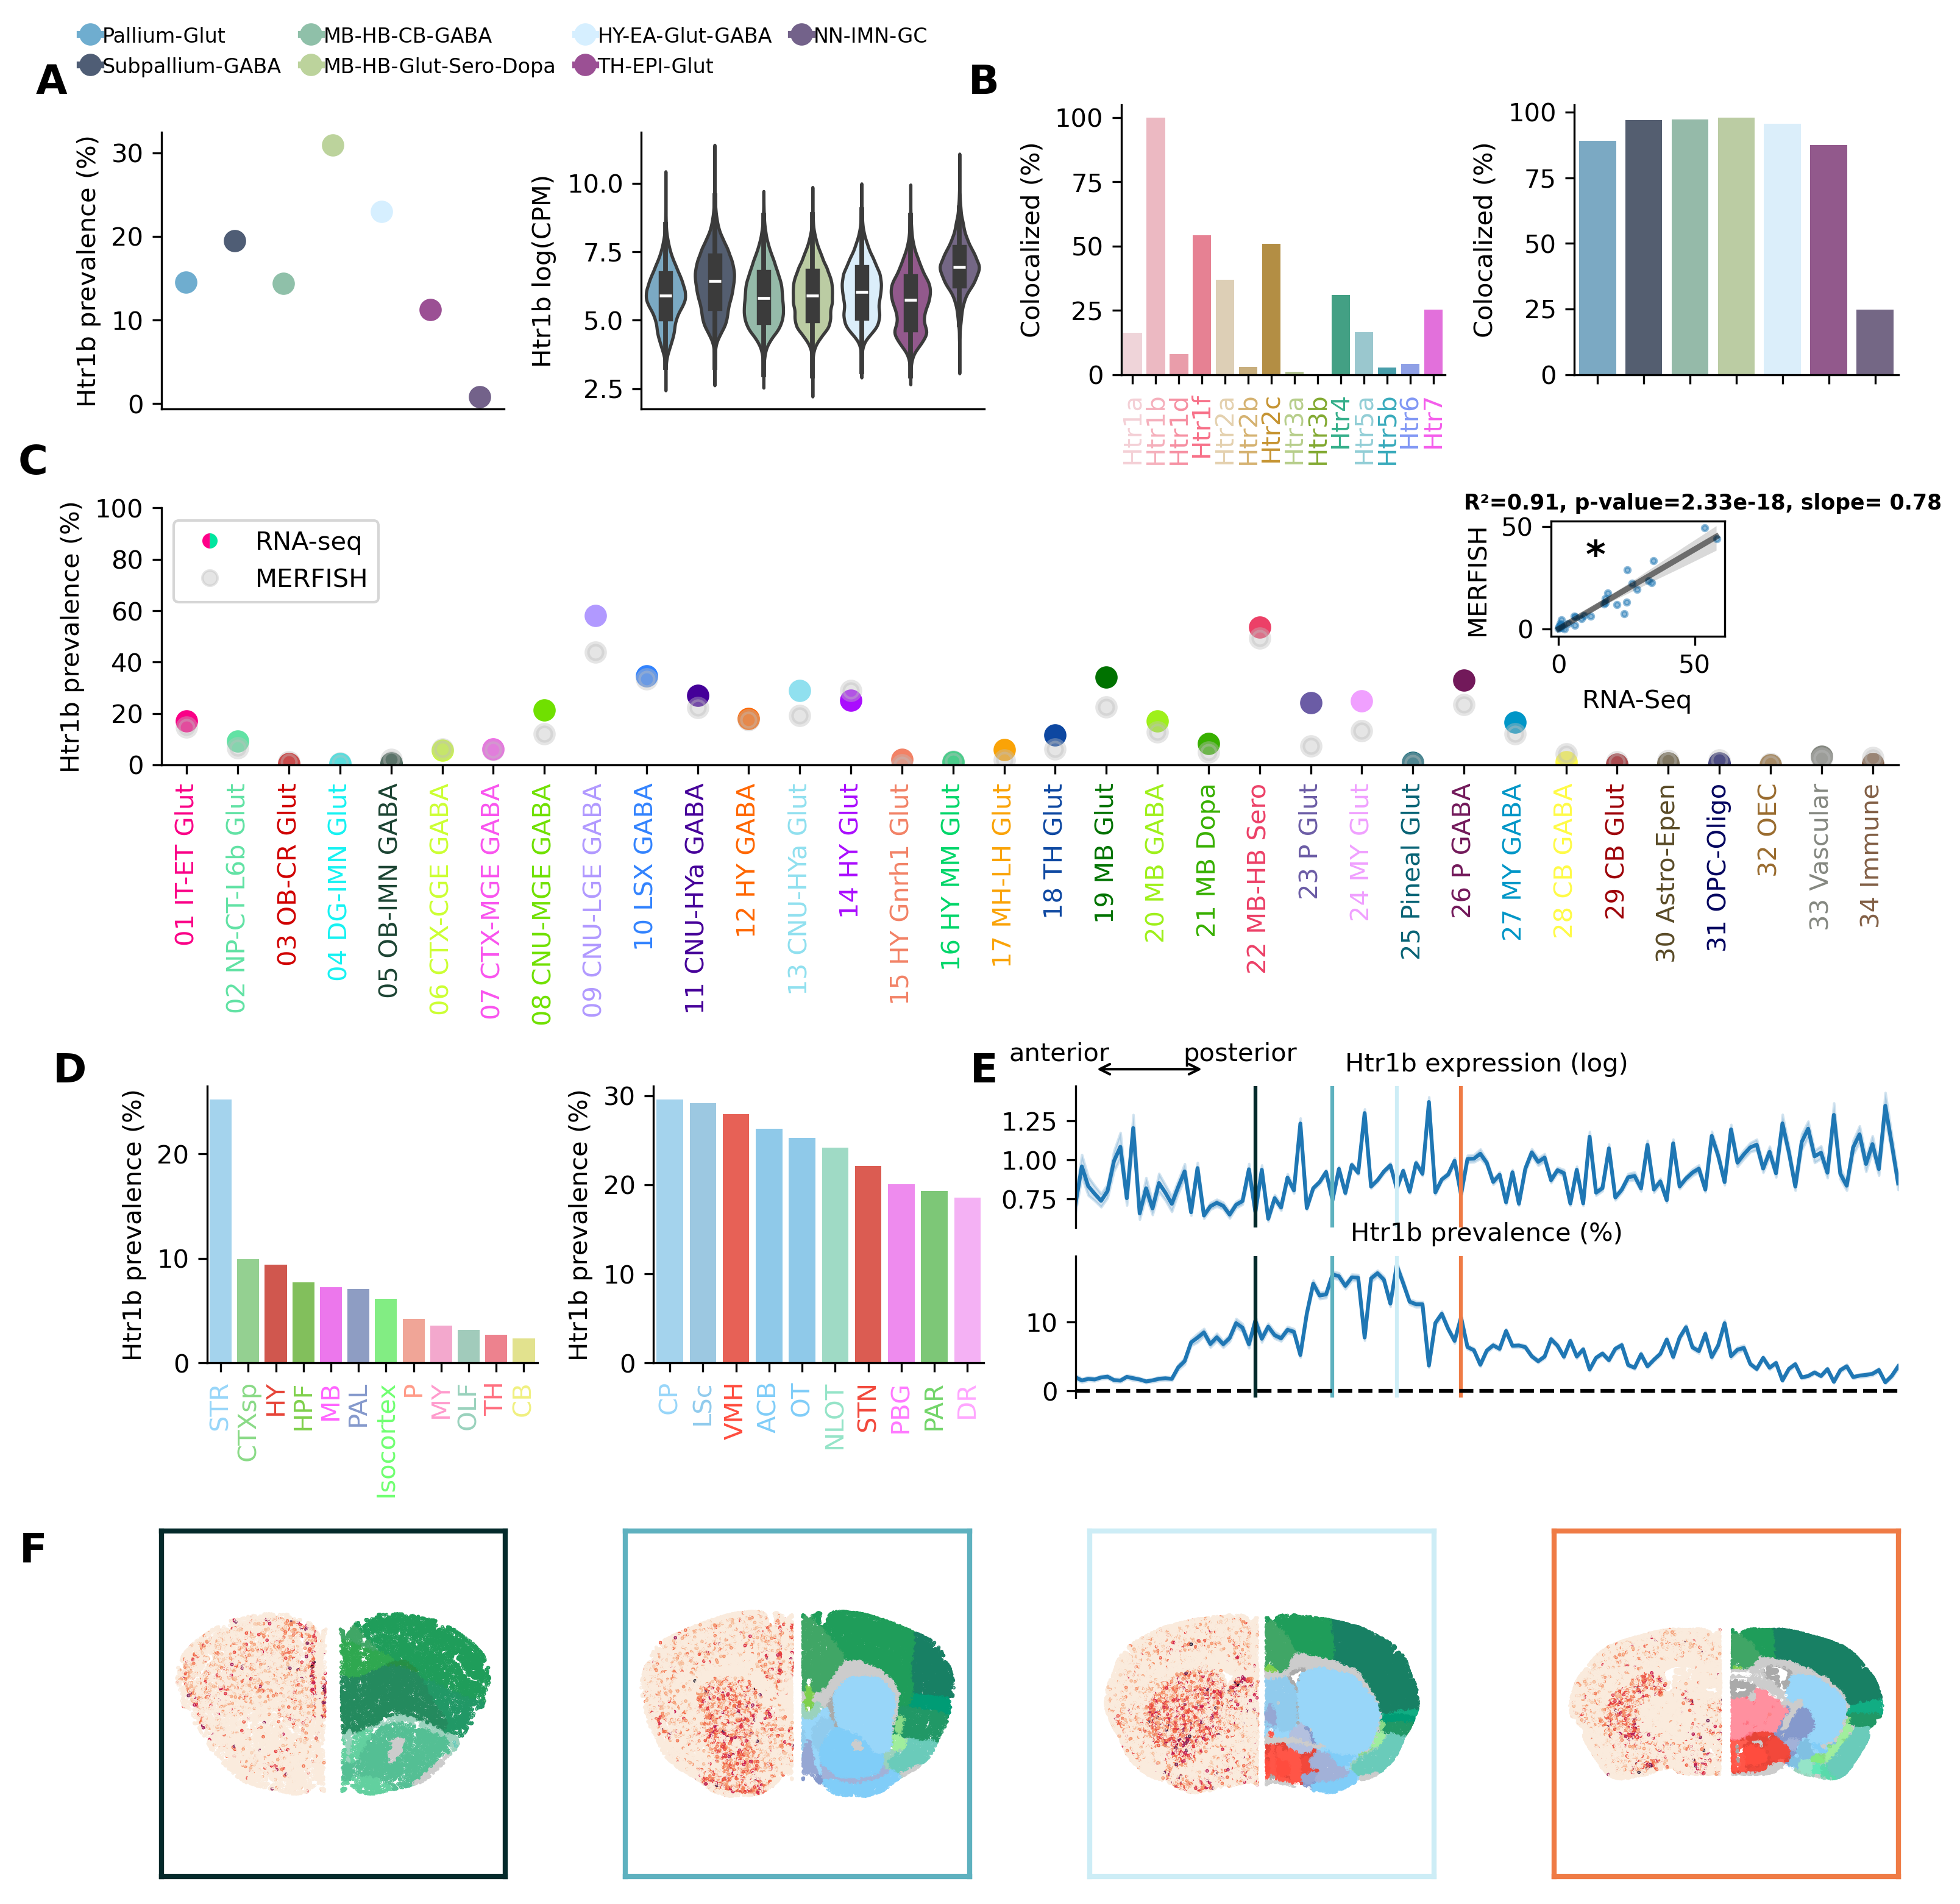 Pallium-Glut MB-HB-CB-GABA HY-EA-Glut-GABA NN-IMN-GC
Subpallium-GABA MB-HB-Glut-Sero-Dopa TH-EPI-Glut
A
Htr1b prevalence (%)
30
20
10
0
Htr1b log(CPM)
10.0
7.5
5.0
2.5
B
Colocalized (%)
100
75
50
25
0
Htr1a
Htr1b
Htr1d
Htr1f
Htr2a
Htr2b
Htr2c
Htr3a
Htr3b
Htr4
Htr5a
Htr5b
Htr6
Htr7
Colocalized (%)
100
75
50
25
0
C
Htr1b prevalence (%)
100
80
60
40
20
0
RNA-seq
MERFISH
R²=0.91, p-value=2.33e-18, slope= 0.78
MERFISH
50
0
*
0 50
RNA-Seq
01 IT-ET Glut
02 NP-CT-L6b Glut
03 OB-CR Glut
04 DG-IMN Glut
05 OB-IMN GABA
06 CTX-CGE GABA
07 CTX-MGE GABA
08 CNU-MGE GABA
09 CNU-LGE GABA
10 LSX GABA
11 CNU-HYa GABA
12 HY GABA
13 CNU-HYa Glut
14 HY Glut
15 HY Gnrh1 Glut
16 HY MM Glut
17 MH-LH Glut
18 TH Glut
19 MB Glut
20 MB GABA
21 MB Dopa
22 MB-HB Sero
23 P Glut
24 MY Glut
25 Pineal Glut
26 P GABA
27 MY GABA
28 CB GABA
29 CB Glut
30 Astro-Epen
31 OPC-Oligo
32 OEC
33 Vascular
34 Immune
D
Htr1b prevalence (%)
20
10
0
STR
CTXsp
HY
HPF
MB
PAL
Isocortex
P
MY
OLF
TH
CB
Htr1b prevalence (%)
30
20
10
0
CP
LSc
VMH
ACB
OT
NLOT
STN
PBG
PAR
DR
E
anterior posterior
Htr1b expression (log)
1.25
1.00
0.75
Htr1b prevalence (%)
10
0
F